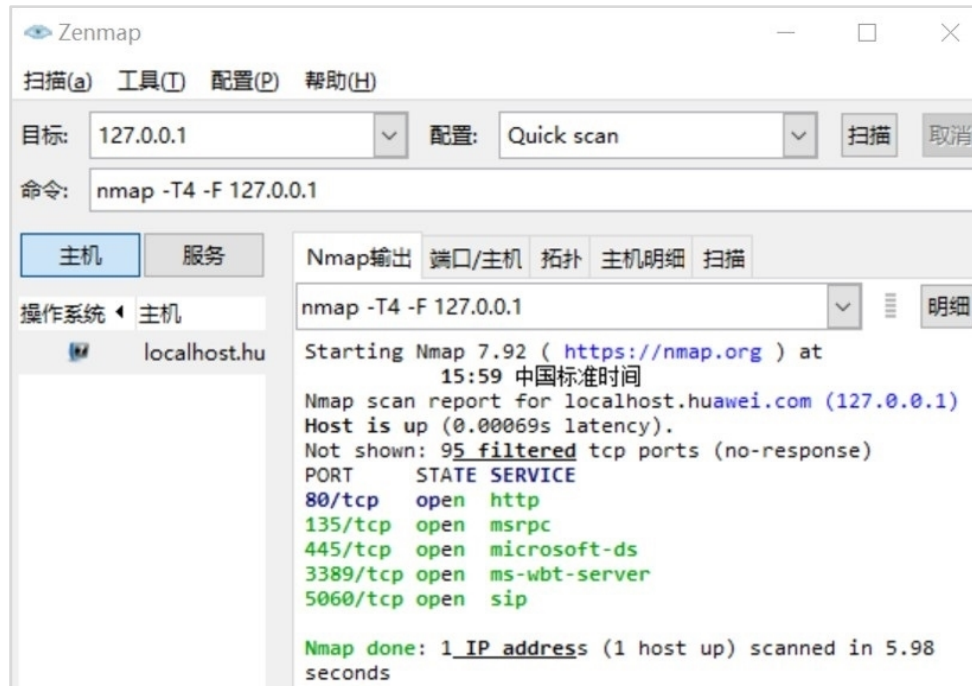 Zenmap
扫描(a) 工具(T) 配置(P) 帮助(H)
目标: 127.0.0.1 配置: Quick scan 扫描 取消
命令: nmap -T4 -F 127.0.0.1
主机 服务 Nmap输出 端口/主机 拓扑 主机明细 扫描
操作系统 主机 nmap -T4 -F 127.0.0.1 明细
localhost.hu
Starting Nmap 7.92 ( https://nmap.org ) at
15:59 中国标准时间
Nmap scan report for localhost.huawei.com (127.0.0.1)
Host is up (0.00069s latency).
Not shown: 95 filtered tcp ports (no-response)
PORT STATE SERVICE
80/tcp open http
135/tcp open msrpc
445/tcp open microsoft-ds
3389/tcp open ms-wbt-server
5060/tcp open sip
Nmap done: 1 IP address (1 host up) scanned in 5.98
seconds